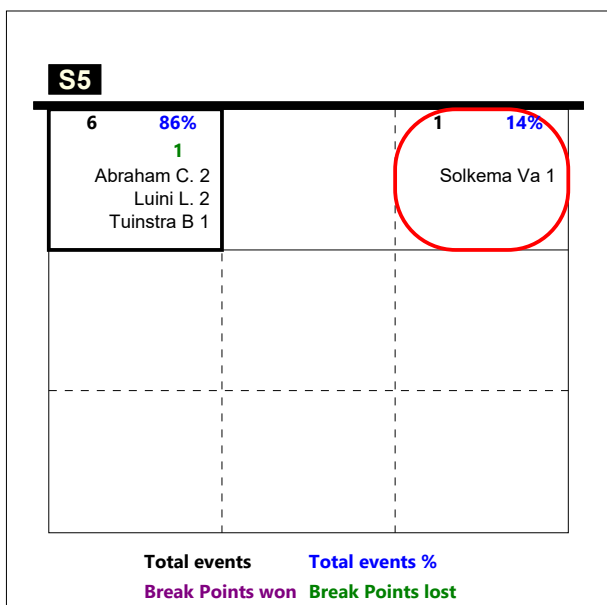 S5
6 86% 1 14%
1
Abraham C. 2 Solkema Va 1
Luini L. 2
Tuinstra B 1
Total events Total events %
Break Points won Break Points lost